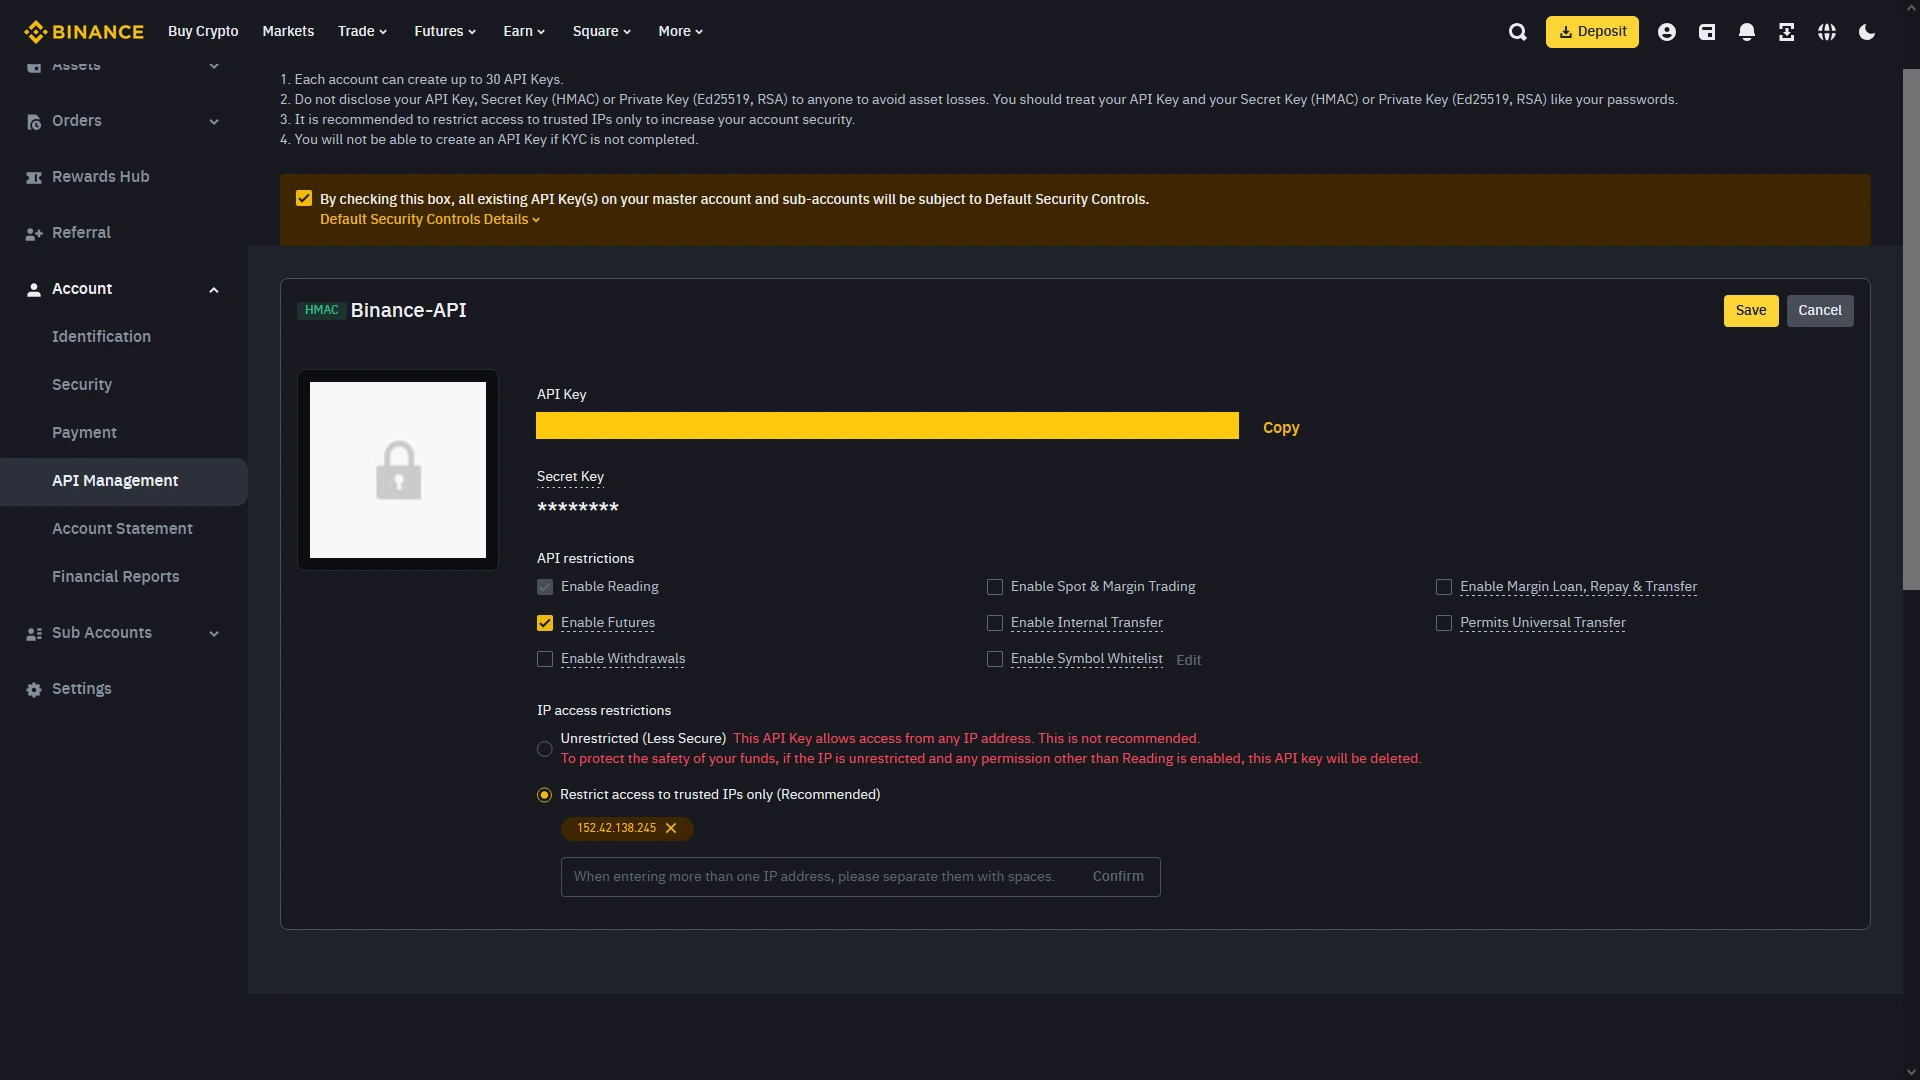 BINANCE
Buy Crypto
Markets
Trade
Futures
Earn
Square
More
Deposit
Assets
Orders
Rewards Hub
Referral
Account
Identification
Security
Payment
API Management
Account Statement
Financial Reports
Sub Accounts
Settings
1. Each account can create up to 30 API Keys.
2. Do not disclose your API Key, Secret Key (HMAC) or Private Key (Ed25519, RSA) to anyone to avoid asset losses. You should treat your API Key and your Secret Key (HMAC) or Private Key (Ed25519, RSA) like your passwords.
3. It is recommended to restrict access to trusted IPs only to increase your account security.
4. You will not be able to create an API Key if KYC is not completed.
By checking this box, all existing API Key(s) on your master account and sub-accounts will be subject to Default Security Controls.
Default Security Controls Details
HMAC Binance-API
Save
Cancel
API Key
Copy
Secret Key
********
API restrictions
Enable Reading
Enable Spot & Margin Trading
Enable Margin Loan, Repay & Transfer
Enable Futures
Enable Internal Transfer
Permits Universal Transfer
Enable Withdrawals
Enable Symbol Whitelist
Edit
IP access restrictions
Unrestricted (Less Secure) This API Key allows access from any IP address. This is not recommended.
To protect the safety of your funds, if the IP is unrestricted and any permission other than Reading is enabled, this API key will be deleted.
Restrict access to trusted IPs only (Recommended)
152.42.138.245
When entering more than one IP address, please separate them with spaces.
Confirm